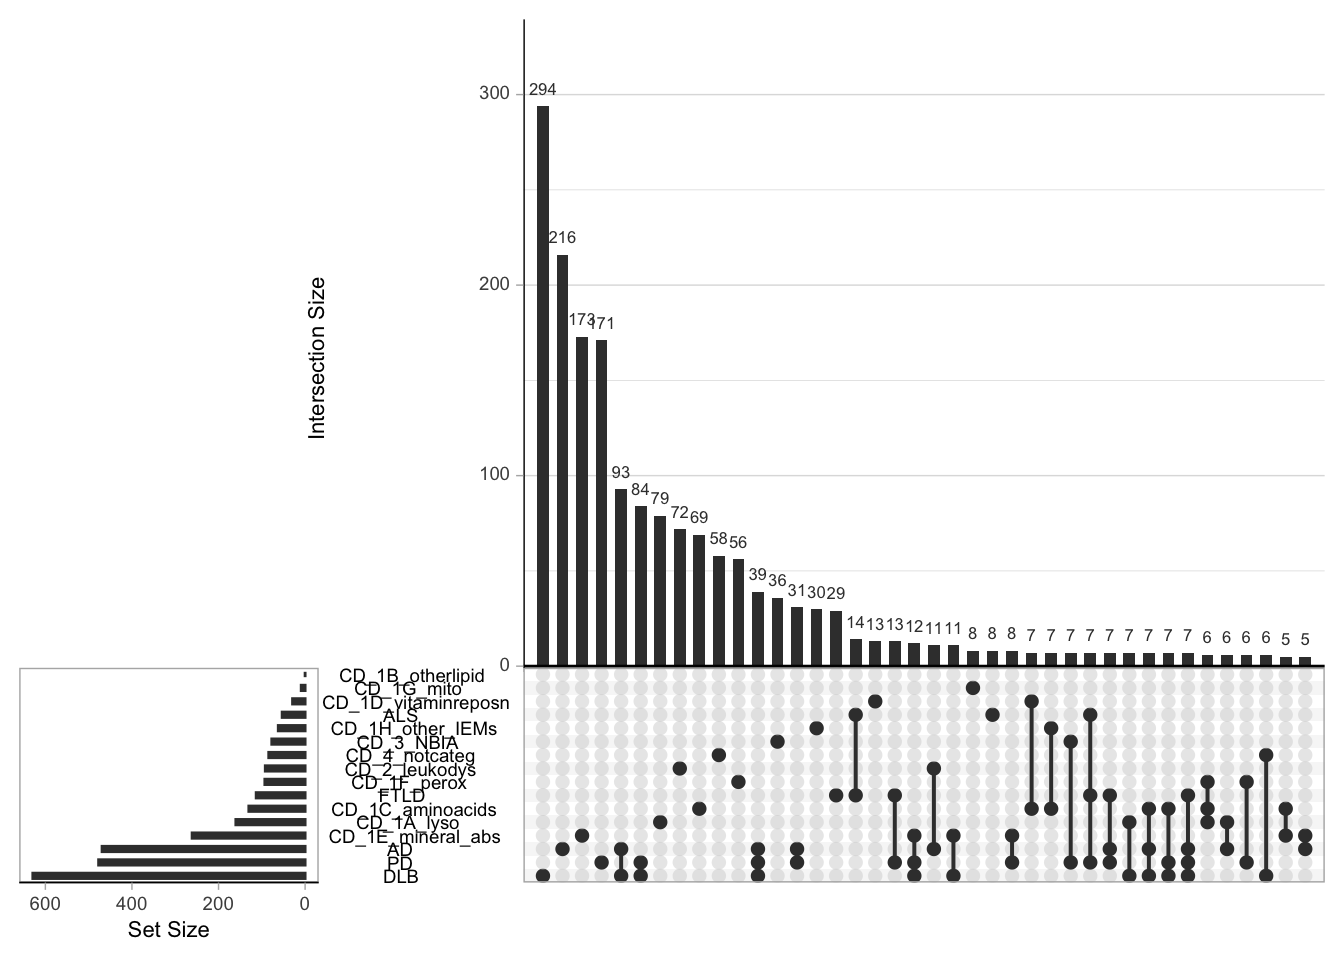 300
200
100
0
Intersection Size
294
216
173
171
93
84
79
72
69
58
56
39
36
31
30
29
14
13
13
12
11
11
8
8
8
7
7
7
7
7
7
7
7
7
6
6
6
6
5
5
CD_1B_otherlipid
CD_1G_mito
CD_1D_vitaminreposn
ALS
CD_1H_other_IEMs
CD_3_NBIA
CD_4_notcateg
CD_2_leukodys
CD_1F_perox
FTLD
CD_1C_aminoacids
CD_1A_lyso
CD_1E_mineral_abs
AD
PD
DLB
600 400 200 0
Set Size